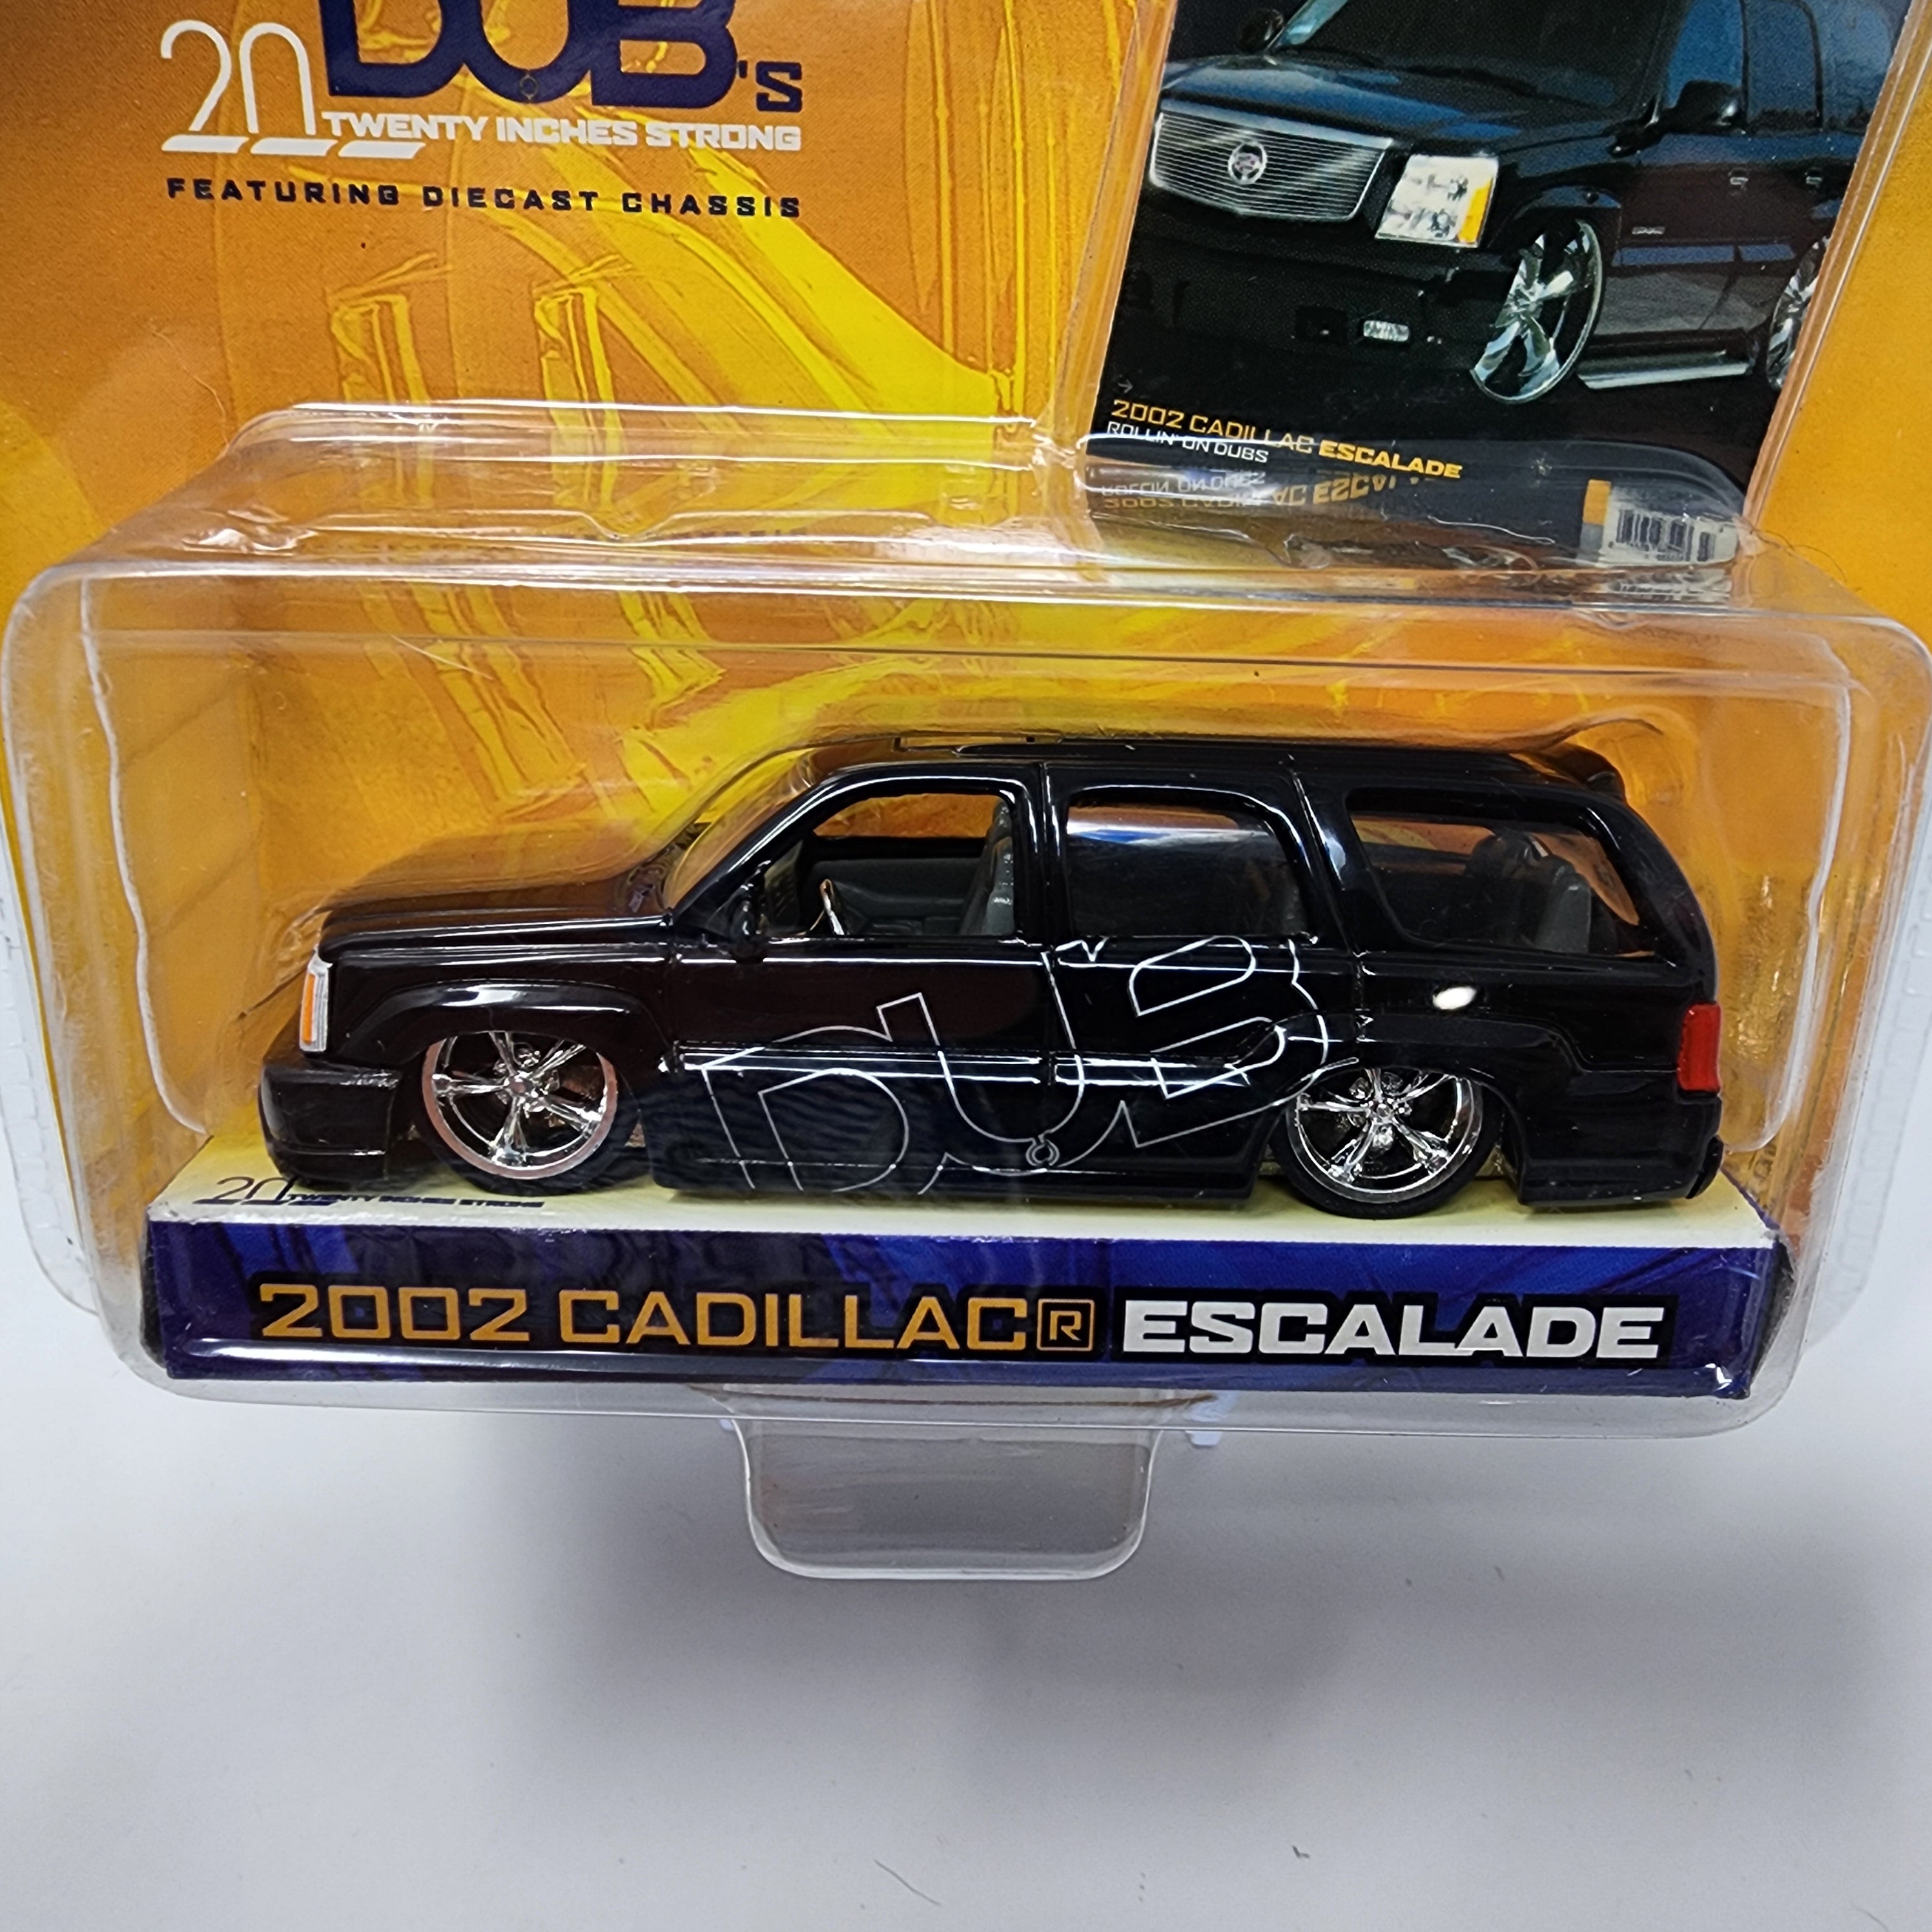 DUB'S
20 TWENTY INCHES STRONG
FEATURING DIECAST CHASSIS
2002 CADILLAC ESCALADE
ROLLIN' ON DUBS
DUB
20 TWENTY INCHES STRONG
2002 CADILLAC® ESCALADE